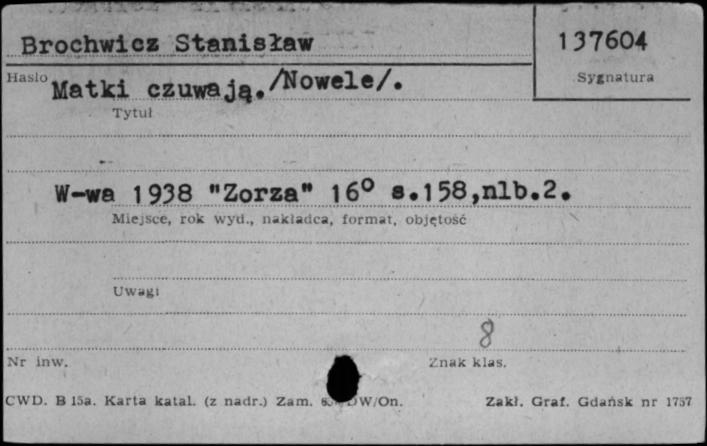 Brochwicz Stanisław 137604
Hasło Sygnatura
Matki czuwają./Nowele/.
Tytuł
W-wa 1938 "Zorza" 16° s.158,nlb.2.
Miejsce, rok wyd., nakładca, format, objętość
Uwagi
8
Nr inw. Znak klas.
CWD. B 15a. Karta katal. (z nadr.) Zam. DW/On. Zakł. Graf. Gdańsk nr 1757